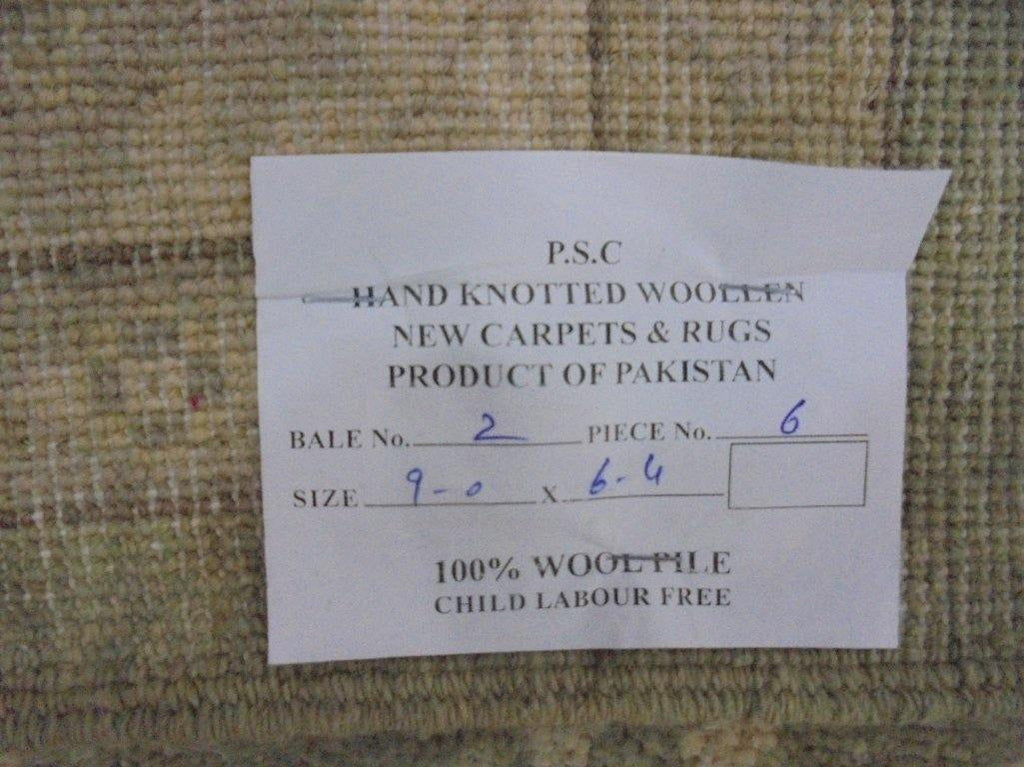 P.S.C
HAND KNOTTED WOOLLEN
NEW CARPETS & RUGS
PRODUCT OF PAKISTAN
BALE No. 2 PIECE No. 6
SIZE 9-0 X 6-4
100% WOOL PILE
CHILD LABOUR FREE